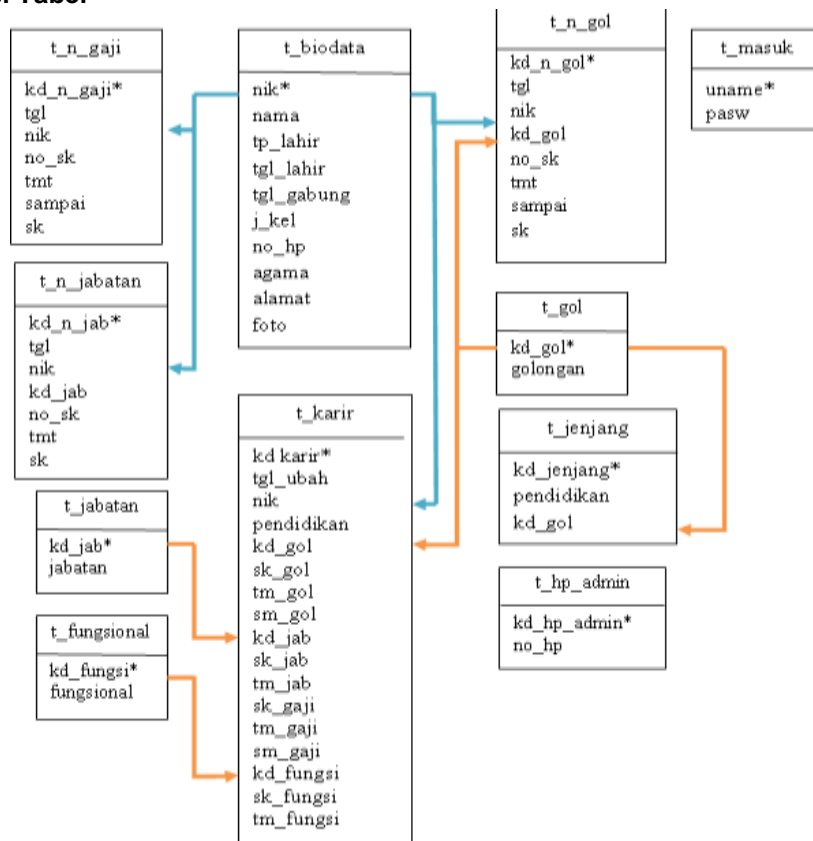 t_n_gaji
kd_n_gaji*
tgl
nik
no_sk
tmt
sampai
sk
t_biodata
nik*
nama
tp_lahir
tgl_lahir
tgl_gabung
j_kel
no_hp
agama
alamat
foto
t_n_gol
kd_n_gol*
tgl
nik
kd_gol
no_sk
tmt
sampai
sk
t_masuk
uname*
pasw
t_n_jabatan
kd_n_jab*
tgl
nik
kd_jab
no_sk
tmt
sk
t_gol
kd_gol*
golongan
t_karir
kd karir*
tgl_ubah
nik
pendidikan
kd_gol
sk_gol
tm_gol
sm_gol
kd_jab
sk_jab
tm_jab
sk_gaji
tm_gaji
sm_gaji
kd_fungsi
sk_fungsi
tm_fungsi
t_jenjang
kd_jenjang*
pendidikan
kd_gol
t_jabatan
kd_jab*
jabatan
t_hp_admin
kd_hp_admin*
no_hp
t_fungsional
kd_fungsi*
fungsional